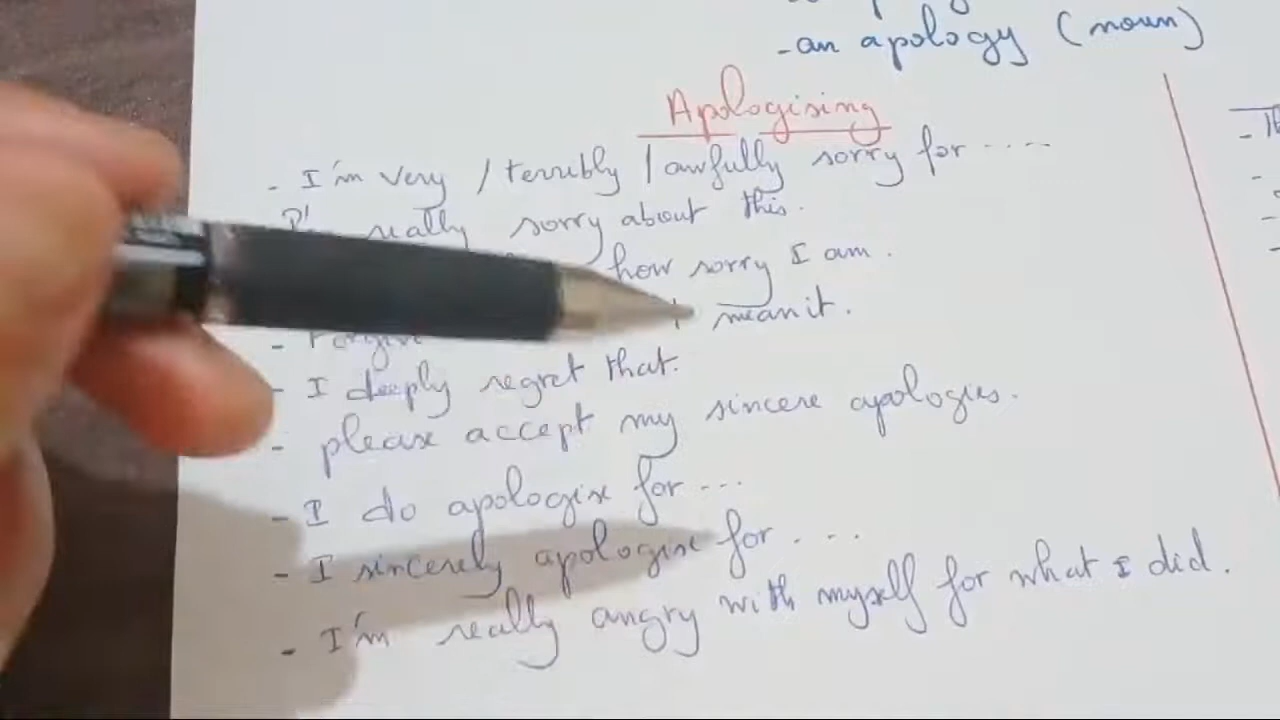 - an apology (noun)
Apologising
- I'm very / terribly / awfully sorry for ....
really sorry about this.
how sorry I am.
mean it.
- I deeply regret that.
- please accept my sincere apologies.
- I do apologise for ...
- I sincerely apologise for ....
- I'm really angry with myself for what I did.